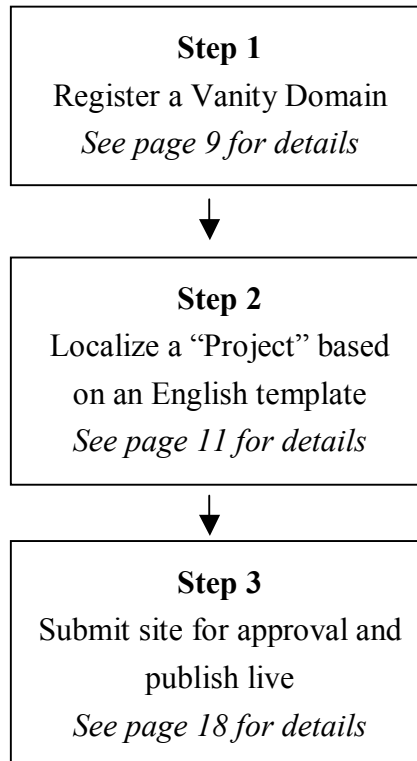 Step 1
Register a Vanity Domain
See page 9 for details
Step 2
Localize a “Project” based
on an English template
See page 11 for details
Step 3
Submit site for approval and
publish live
See page 18 for details